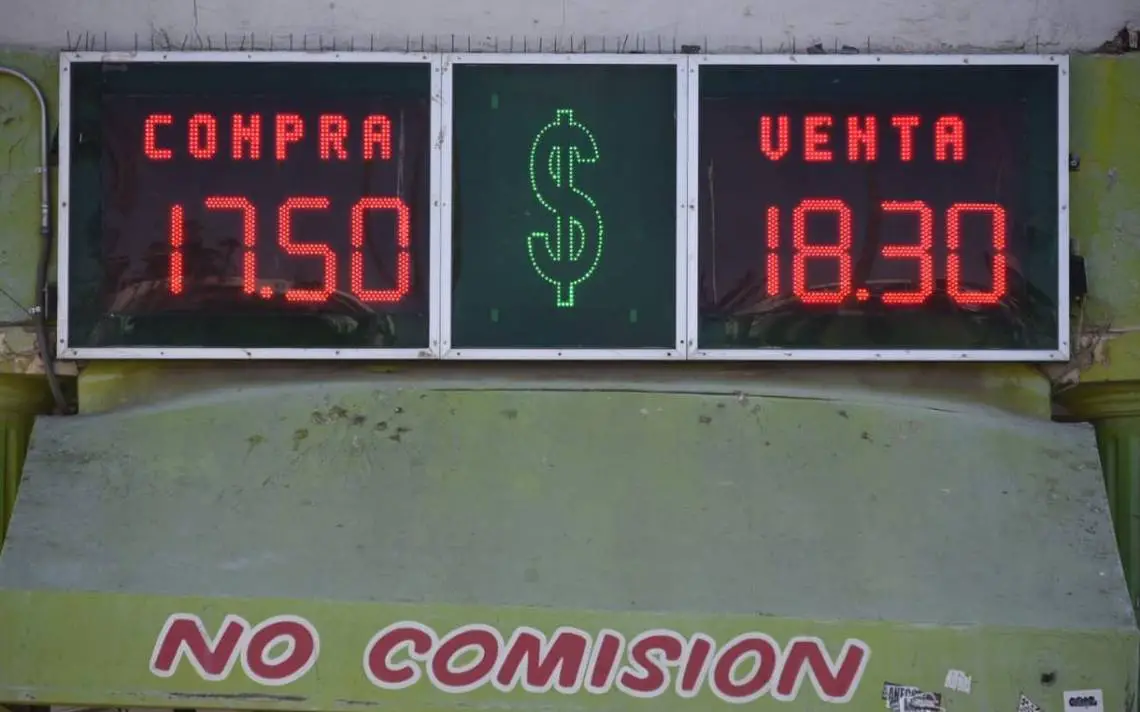 COMPRA
17.50
$
VENTA
18.30
NO COMISION